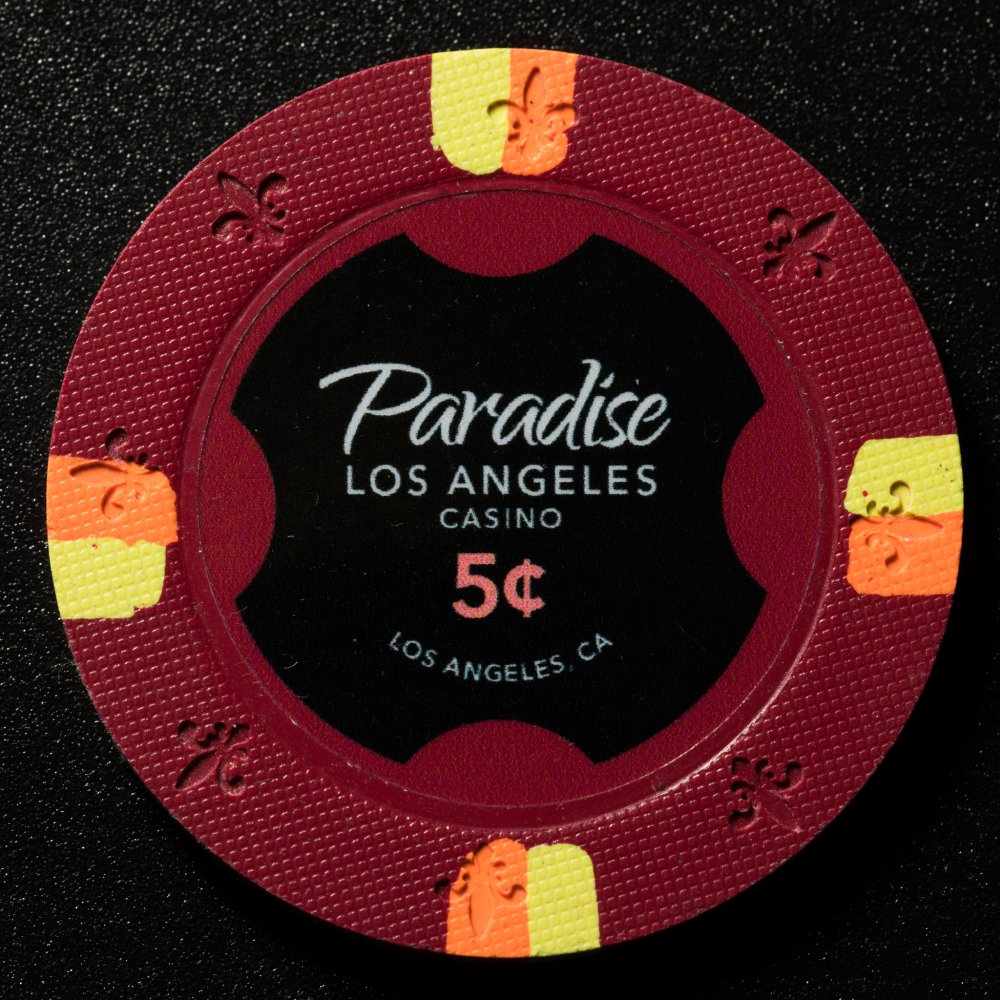 Paradise
LOS ANGELES
CASINO
5¢
LOS ANGELES, CA